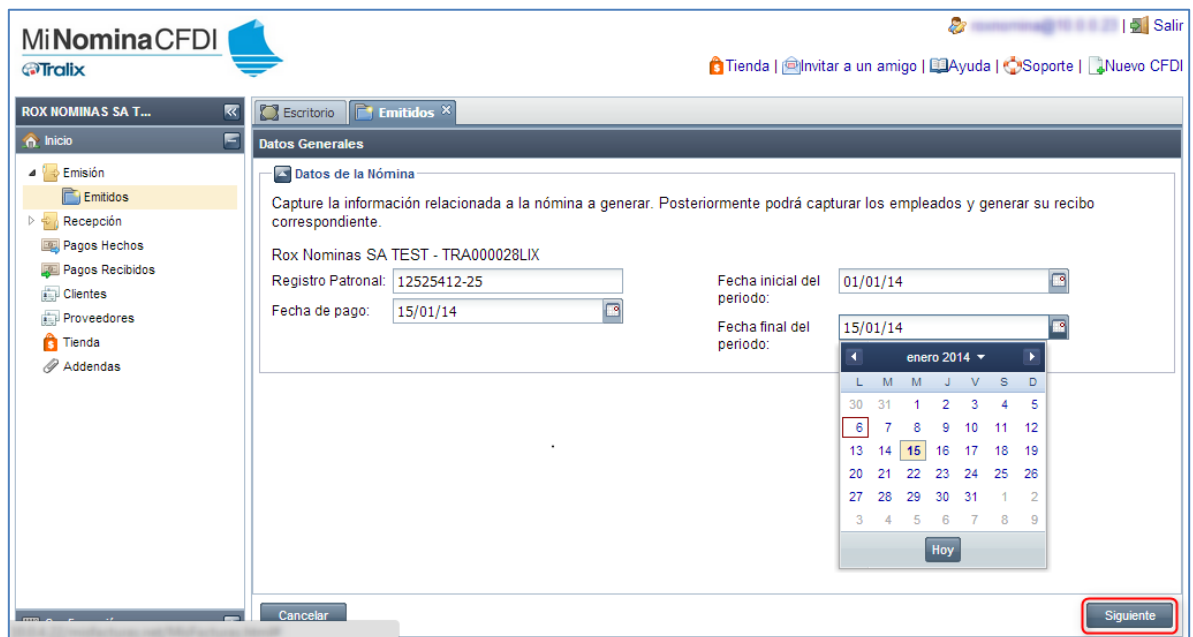 MiNominaCFDI
Tralix
| Salir
Tienda | Invitar a un amigo | Ayuda | Soporte | Nuevo CFDI
ROX NOMINAS SA T...
Inicio
Emisión
Emitidos
Recepción
Pagos Hechos
Pagos Recibidos
Clientes
Proveedores
Tienda
Addendas
Escritorio
Emitidos
Datos Generales
Datos de la Nómina
Capture la información relacionada a la nómina a generar. Posteriormente podrá capturar los empleados y generar su recibo
correspondiente.
Rox Nominas SA TEST - TRA000028LIX
Registro Patronal: 12525412-25
Fecha de pago: 15/01/14
Fecha inicial del
periodo:
01/01/14
Fecha final del
periodo:
15/01/14
enero 2014
L M M J V S D
30 31 1 2 3 4 5
6 7 8 9 10 11 12
13 14 15 16 17 18 19
20 21 22 23 24 25 26
27 28 29 30 31 1 2
3 4 5 6 7 8 9
Hoy
Cancelar
Siguiente